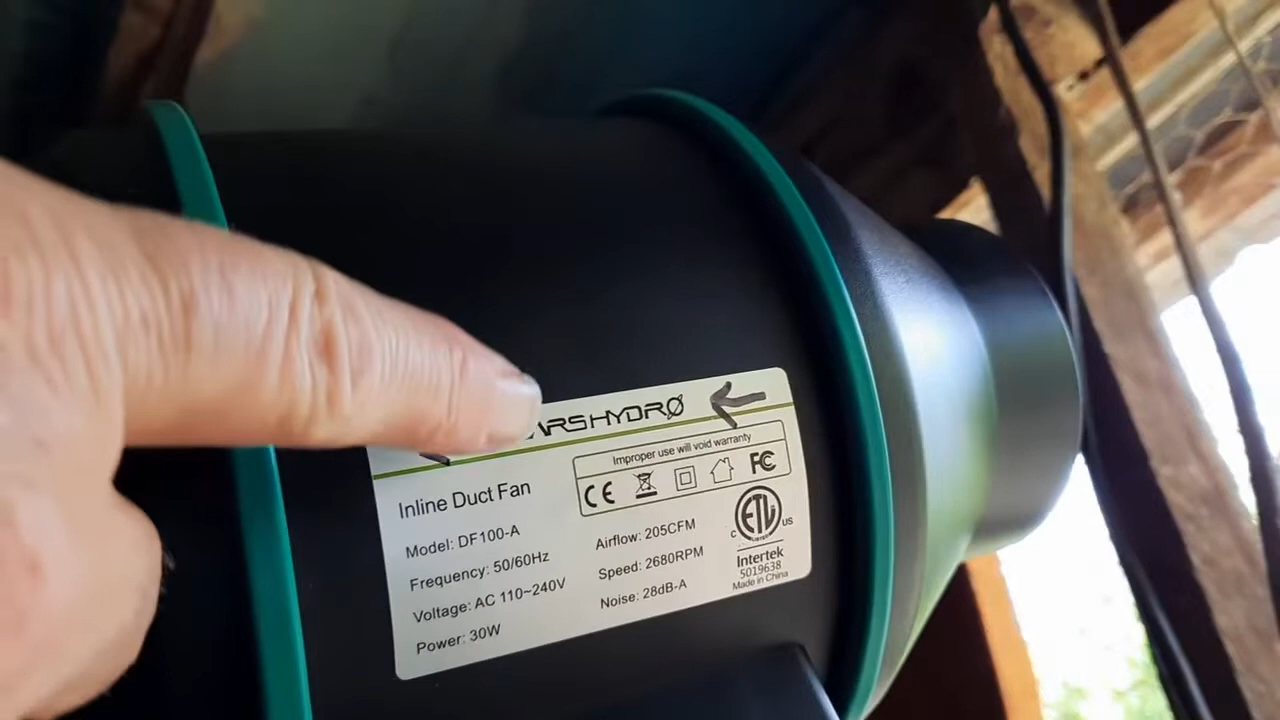 ARSHYDRO
Improper use will void warranty
CE FC
Inline Duct Fan
Model: DF100-A
Frequency: 50/60Hz
Voltage: AC 110~240V
Power: 30W
Airflow: 205CFM
Speed: 2680RPM
Noise: 28dB-A
ETL
C US
Intertek
5019638
Made in China